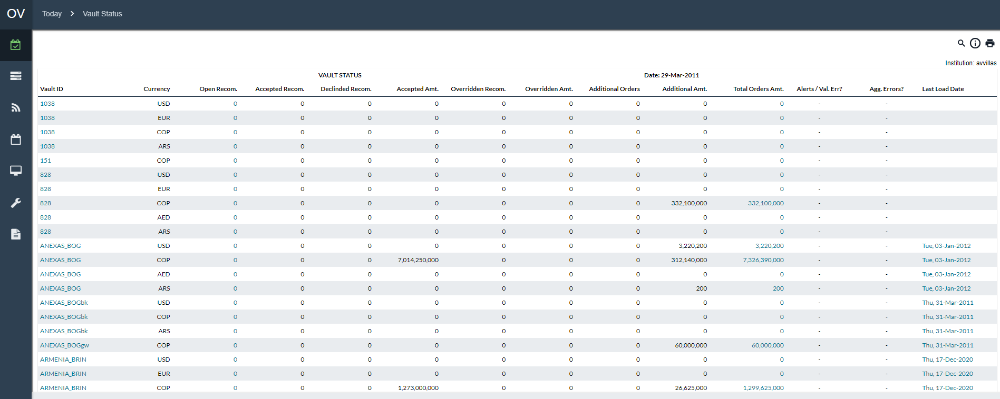 OV Today Vault Status
Institution: avvillas
VAULT STATUS Date: 29-Mar-2011
Vault ID Currency Open Recom. Accepted Recom. Declinded Recom. Accepted Amt. Overridden Recom. Overridden Amt. Additional Orders Additional Amt. Total Orders Amt. Alerts / Val. Err? Agg. Errors? Last Load Date
1038 USD 0 0 0 0 0 0 0 0 0 - -
1038 EUR 0 0 0 0 0 0 0 0 0 - -
1038 COP 0 0 0 0 0 0 0 0 0 - -
1038 ARS 0 0 0 0 0 0 0 0 0 - -
151 COP 0 0 0 0 0 0 0 0 0 - -
828 USD 0 0 0 0 0 0 0 0 0 - -
828 EUR 0 0 0 0 0 0 0 0 0 - -
828 COP 0 0 0 0 0 0 0 332,100,000 332,100,000 - -
828 AED 0 0 0 0 0 0 0 0 0 - -
828 ARS 0 0 0 0 0 0 0 0 0 - -
ANEXAS_BOG USD 0 0 0 0 0 0 0 3,220,200 3,220,200 - - Tue, 03-Jan-2012
ANEXAS_BOG COP 0 0 0 7,014,250,000 0 0 0 312,140,000 7,326,390,000 - - Tue, 03-Jan-2012
ANEXAS_BOG AED 0 0 0 0 0 0 0 0 0 - - Tue, 03-Jan-2012
ANEXAS_BOG ARS 0 0 0 0 0 0 0 200 200 - - Tue, 03-Jan-2012
ANEXAS_BOGbk USD 0 0 0 0 0 0 0 0 0 - - Thu, 31-Mar-2011
ANEXAS_BOGbk COP 0 0 0 0 0 0 0 0 0 - - Thu, 31-Mar-2011
ANEXAS_BOGbk ARS 0 0 0 0 0 0 0 0 0 - - Thu, 31-Mar-2011
ANEXAS_BOGgw COP 0 0 0 0 0 0 0 60,000,000 60,000,000 - - Thu, 31-Mar-2011
ARMENIA_BRIN USD 0 0 0 0 0 0 0 0 0 - - Thu, 17-Dec-2020
ARMENIA_BRIN EUR 0 0 0 0 0 0 0 0 0 - - Thu, 17-Dec-2020
ARMENIA_BRIN COP 0 0 0 1,273,000,000 0 0 0 26,625,000 1,299,625,000 - - Thu, 17-Dec-2020